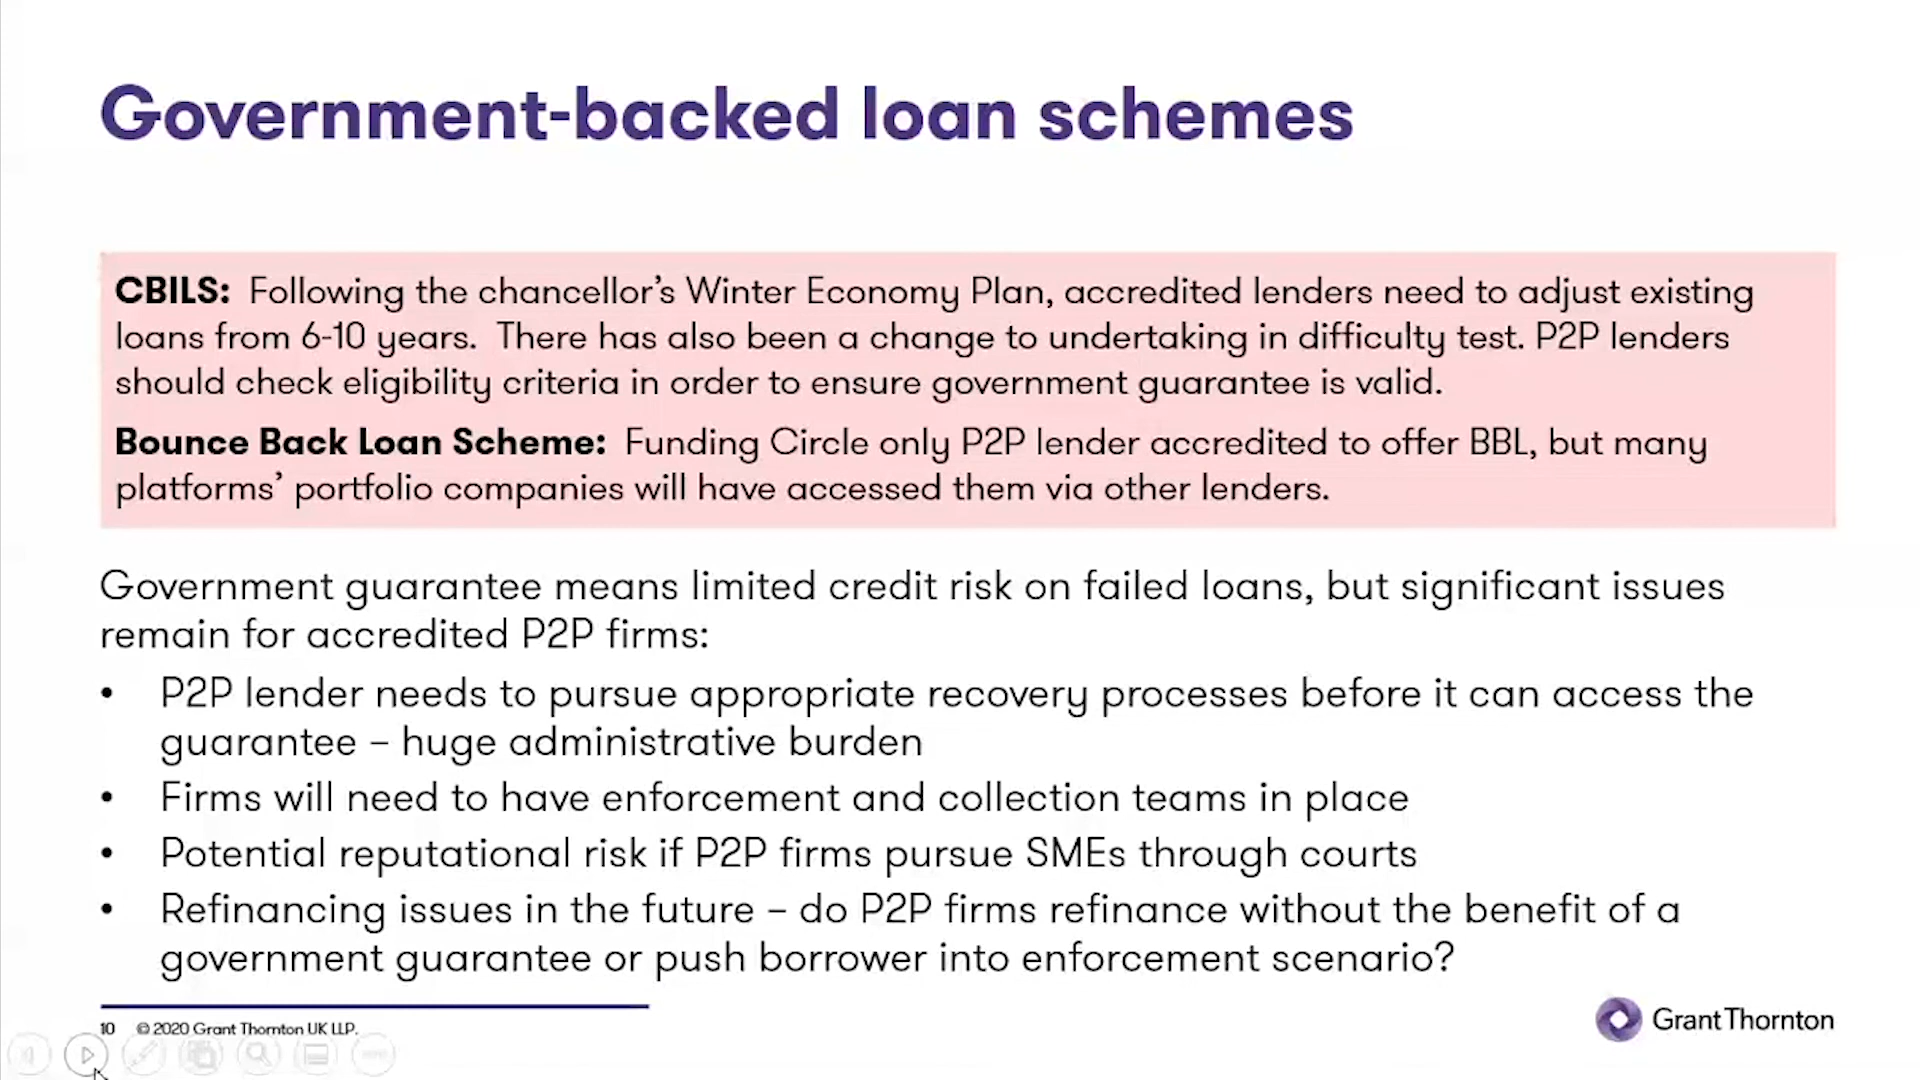 Government-backed loan schemes
CBILS: Following the chancellor's Winter Economy Plan, accredited lenders need to adjust existing
loans from 6-10 years. There has also been a change to undertaking in difficulty test. P2P lenders
should check eligibility criteria in order to ensure government guarantee is valid.
Bounce Back Loan Scheme: Funding Circle only P2P lender accredited to offer BBL, but many
platforms' portfolio companies will have accessed them via other lenders.
Government guarantee means limited credit risk on failed loans, but significant issues
remain for accredited P2P firms:
• P2P lender needs to pursue appropriate recovery processes before it can access the
guarantee – huge administrative burden
• Firms will need to have enforcement and collection teams in place
• Potential reputational risk if P2P firms pursue SMEs through courts
• Refinancing issues in the future – do P2P firms refinance without the benefit of a
government guarantee or push borrower into enforcement scenario?
10 © 2020 Grant Thornton UK LLP.
Grant Thornton